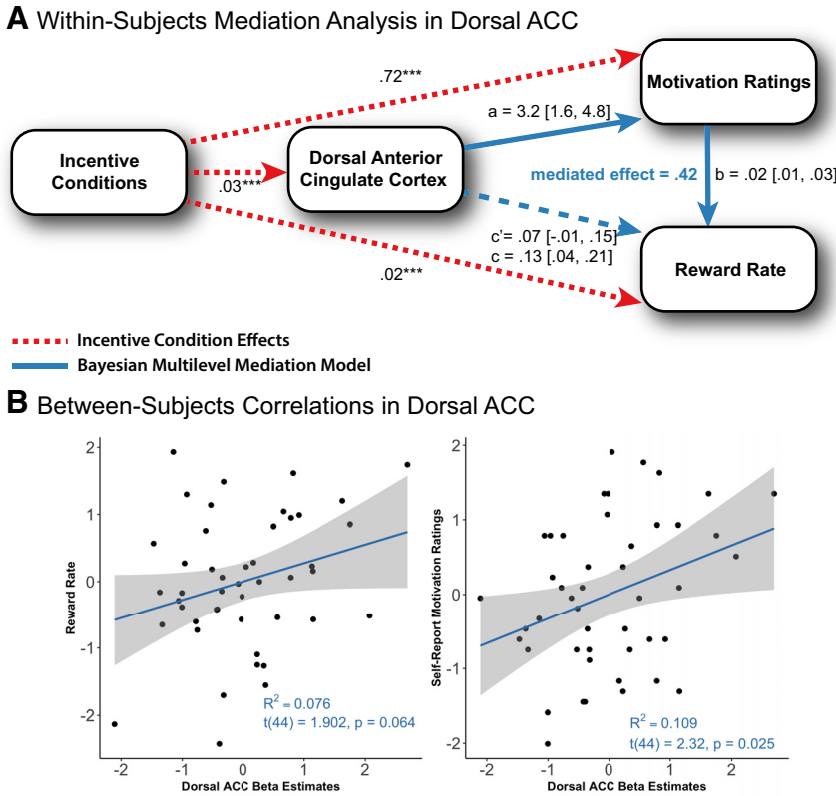 A Within-Subjects Mediation Analysis in Dorsal ACC
.72***
Motivation Ratings
a = 3.2 [1.6, 4.8]
Incentive
Conditions
.03***
Dorsal Anterior
Cingulate Cortex
mediated effect = .42
b = .02 [.01, .03]
c'= .07 [-.01, .15]
c = .13 [.04, .21]
.02***
Reward Rate
Incentive Condition Effects
Bayesian Multilevel Mediation Model
B Between-Subjects Correlations in Dorsal ACC
Reward Rate
2
1
0
-1
-2
R² = 0.076
t(44) = 1.902, p = 0.064
-2 -1 0 1 2
Dorsal ACC Beta Estimates
Self-Report Motivation Ratings
2
1
0
-1
-2
R² = 0.109
t(44) = 2.32, p = 0.025
-2 -1 0 1 2
Dorsal ACC Beta Estimates